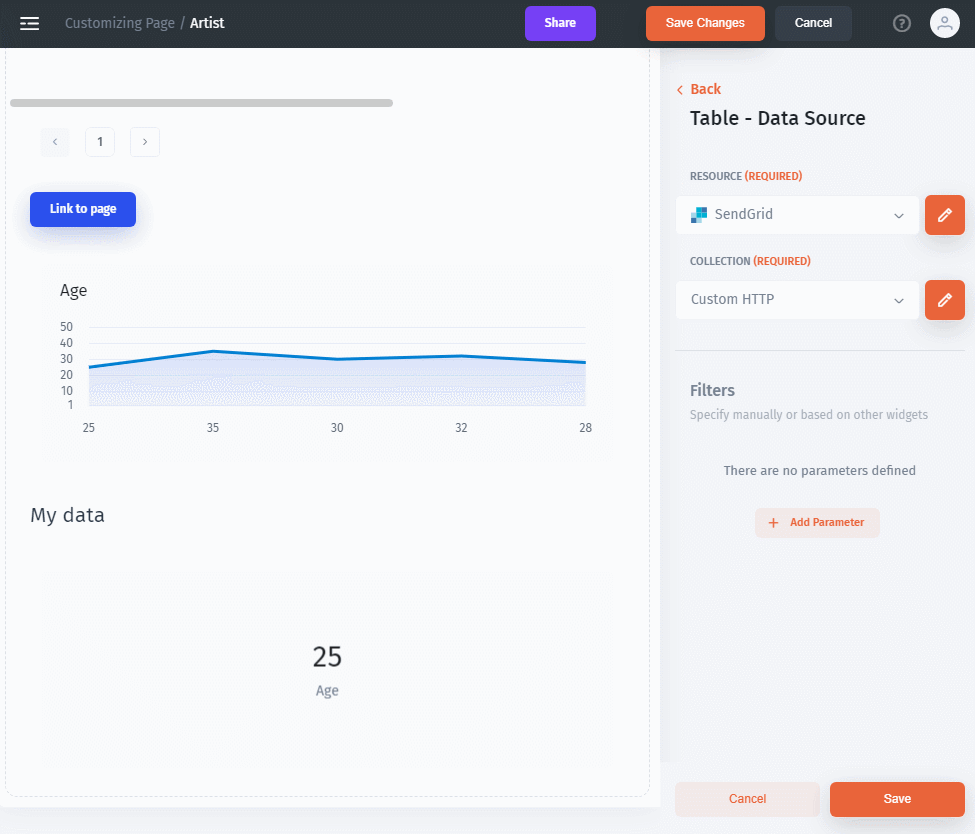 Customizing Page / Artist
Share
Save Changes
Cancel
?
1
Link to page
Age
50
40
30
20
10
1
25 35 30 32 28
My data
25
Age
Back
Table - Data Source
RESOURCE (REQUIRED)
SendGrid
COLLECTION (REQUIRED)
Custom HTTP
Filters
Specify manually or based on other widgets
There are no parameters defined
+ Add Parameter
Cancel
Save